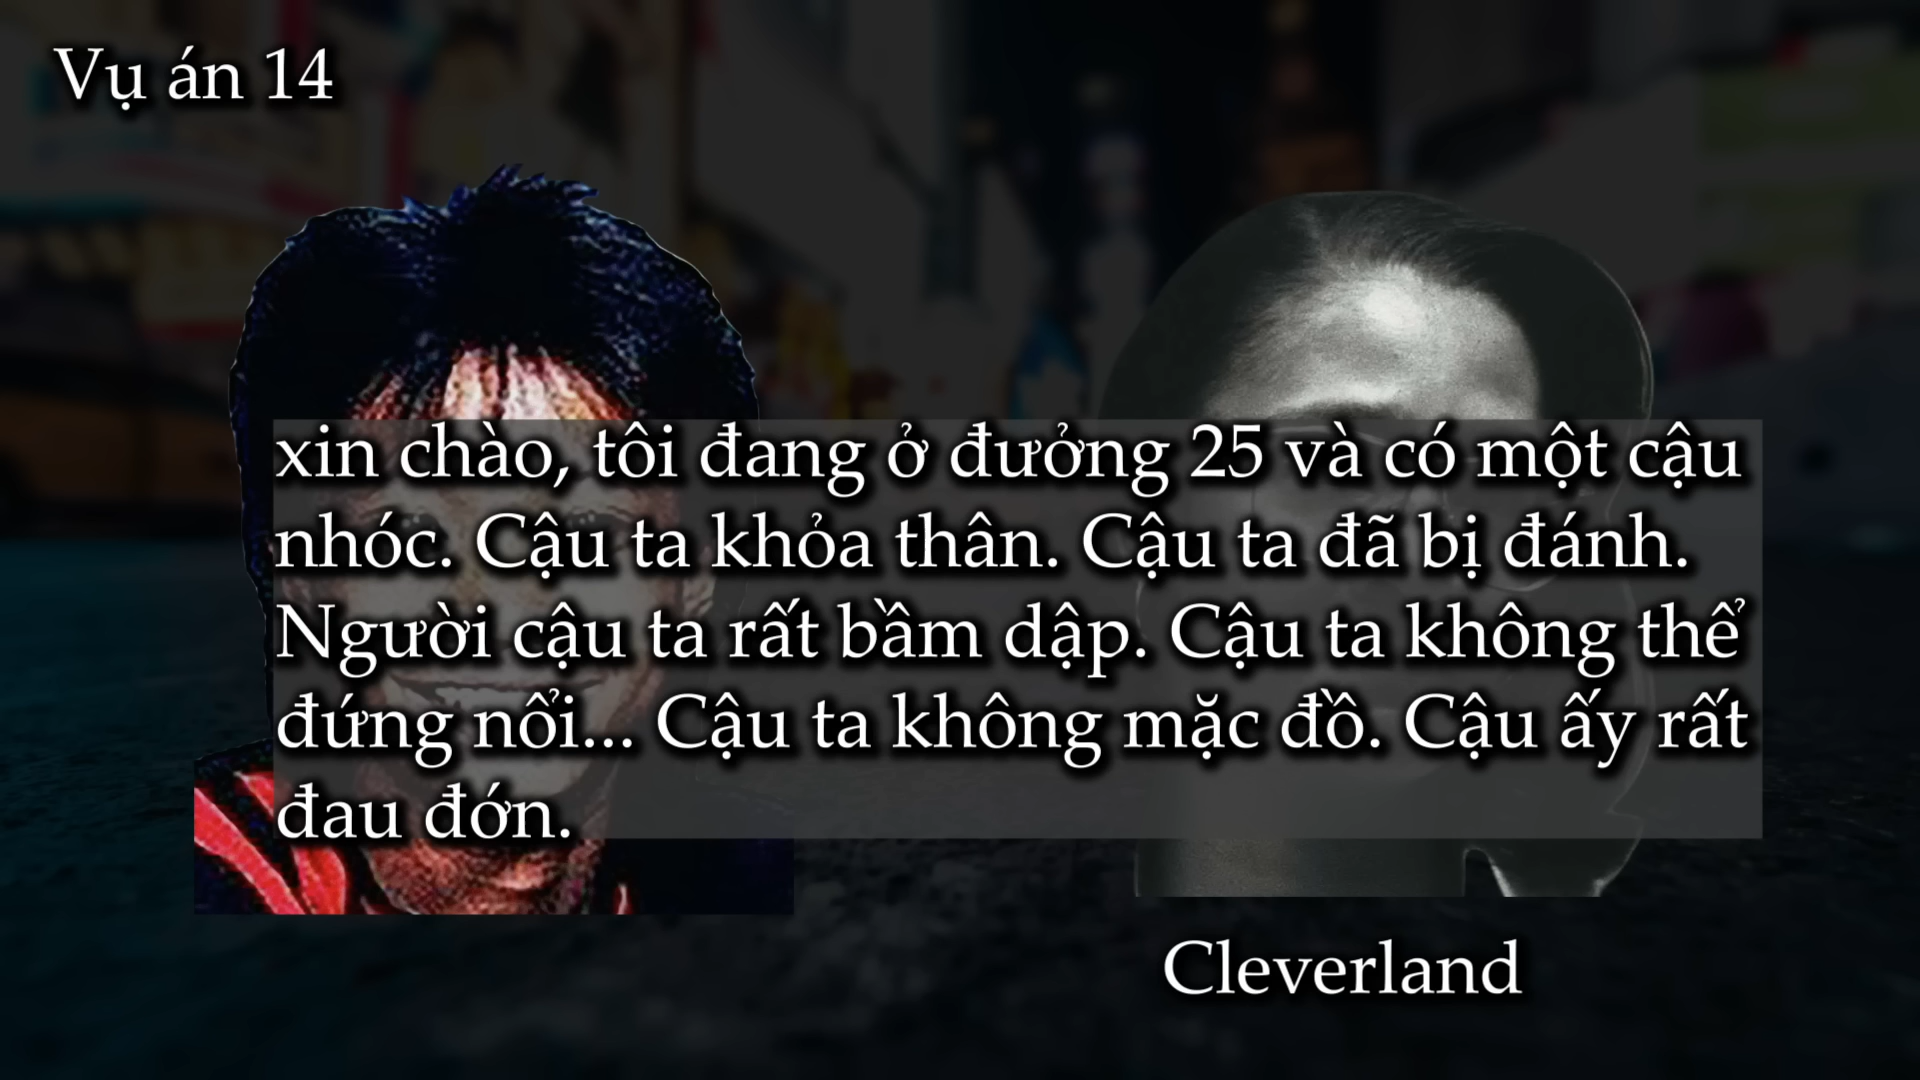 Vụ án 14
xin chào, tôi đang ở đưởng 25 và có một cậu
nhóc. Cậu ta khỏa thân. Cậu ta đã bị đánh.
Người cậu ta rất bầm dập. Cậu ta không thể
đứng nổi... Cậu ta không mặc đồ. Cậu ấy rất
đau đớn.
Cleverland